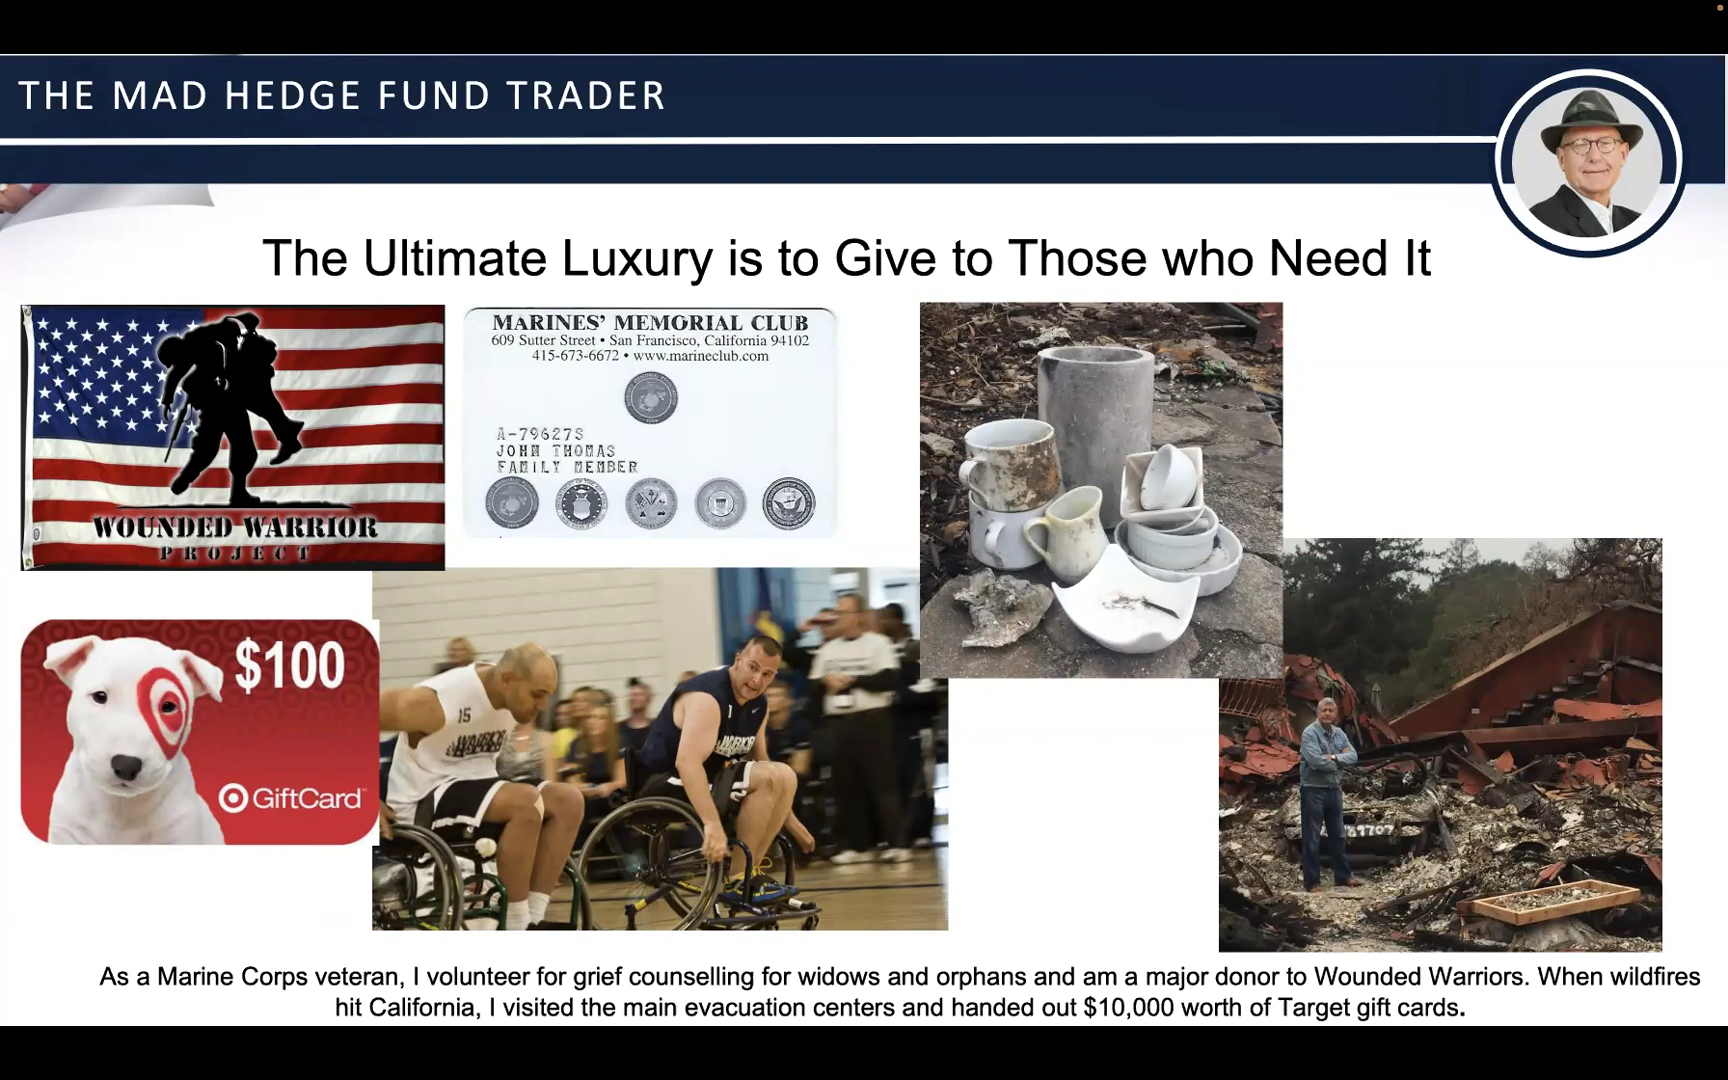 THE MAD HEDGE FUND TRADER
The Ultimate Luxury is to Give to Those who Need It
WOUNDED WARRIOR
PROJECT
MARINES' MEMORIAL CLUB
609 Sutter Street • San Francisco, California 94102
415-673-6672 • www.marineclub.com
A-79627S
JOHN THOMAS
FAMILY MEMBER
$100
GiftCard
15
As a Marine Corps veteran, I volunteer for grief counselling for widows and orphans and am a major donor to Wounded Warriors. When wildfires
hit California, I visited the main evacuation centers and handed out $10,000 worth of Target gift cards.